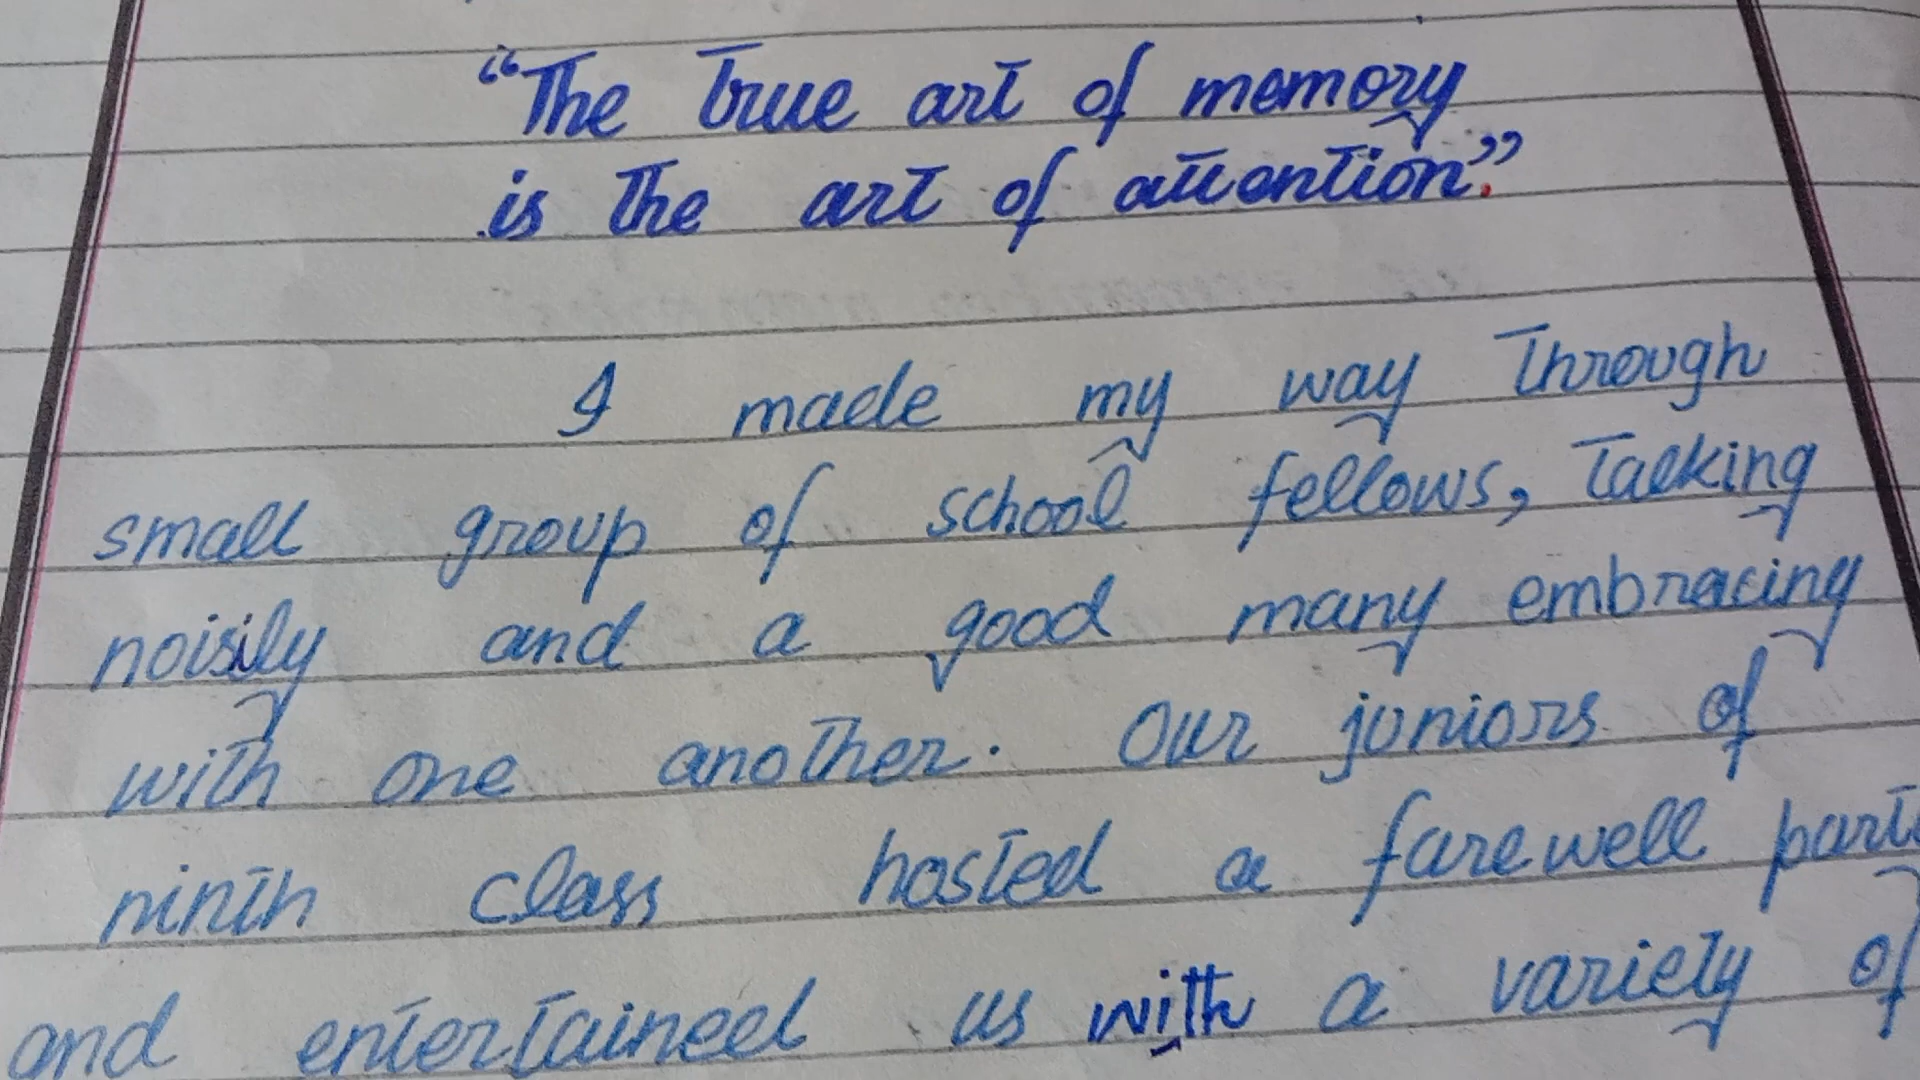 “The true art of memory
is the art of attention.”
I made my way through
small group of school fellows, talking
noisily and a good many embracing
with one another. Our juniors of
ninth class hosted a farewell part
and entertained us with a variety of